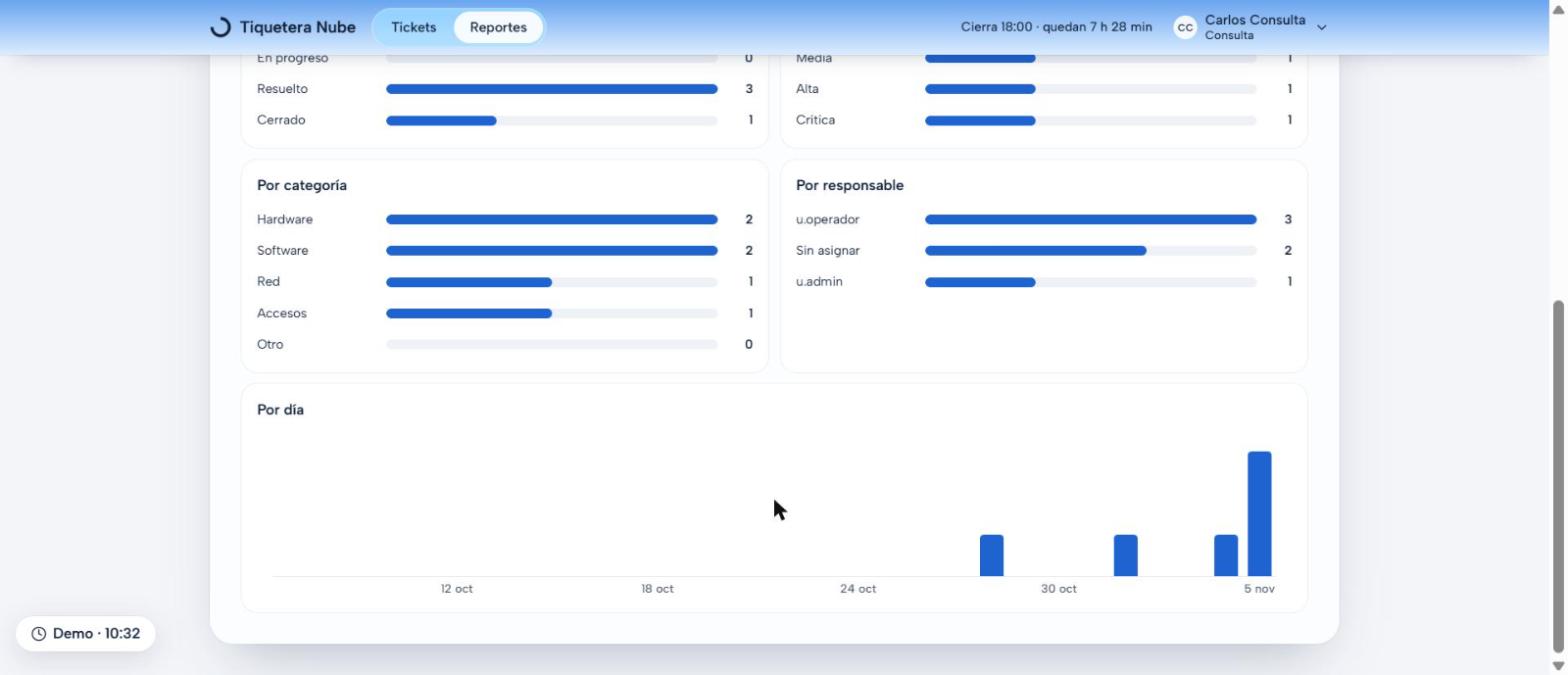 Tiquetera Nube
Tickets
Reportes
Cierra 18:00 · quedan 7 h 28 min
CC
Carlos Consulta
Consulta
En progreso 0
Resuelto 3
Cerrado 1
Media 1
Alta 1
Crítica 1
Por categoría
Hardware 2
Software 2
Red 1
Accesos 1
Otro 0
Por responsable
u.operador 3
Sin asignar 2
u.admin 1
Por día
12 oct 18 oct 24 oct 30 oct 5 nov
Demo · 10:32